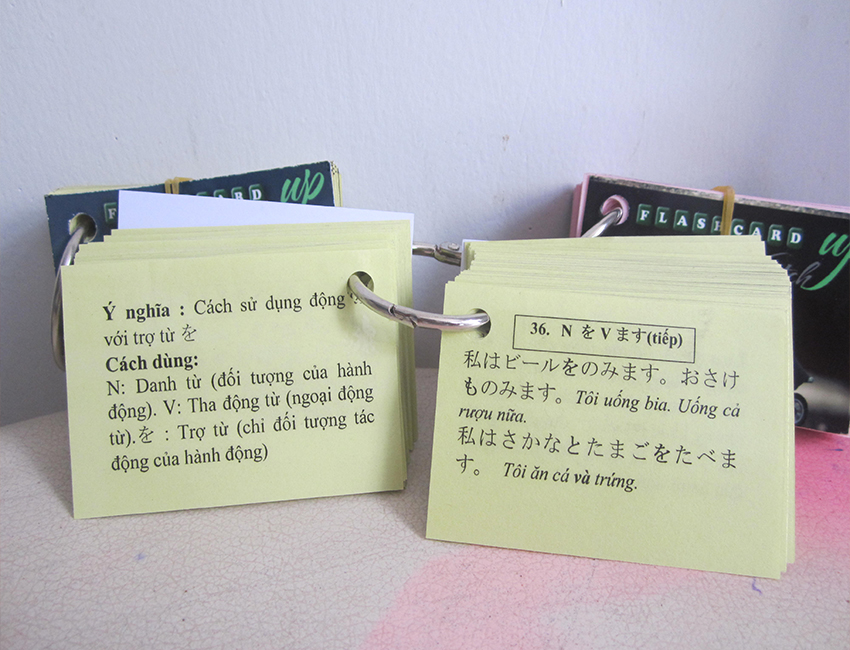 FLASHCARD up
F ARD up
Ý nghĩa : Cách sử dụng động
với trợ từ を
Cách dùng:
N: Danh từ (đối tượng của hành
động). V: Tha động từ (ngoại động
từ).を : Trợ từ (chỉ đối tượng tác
động của hành động)
36. N を V ます(tiếp)
私はビールをのみます。おさけ
ものみます。Tôi uống bia. Uống cả
rượu nữa.
私はさかなとたまごをたべま
す。 Tôi ăn cá và trứng.